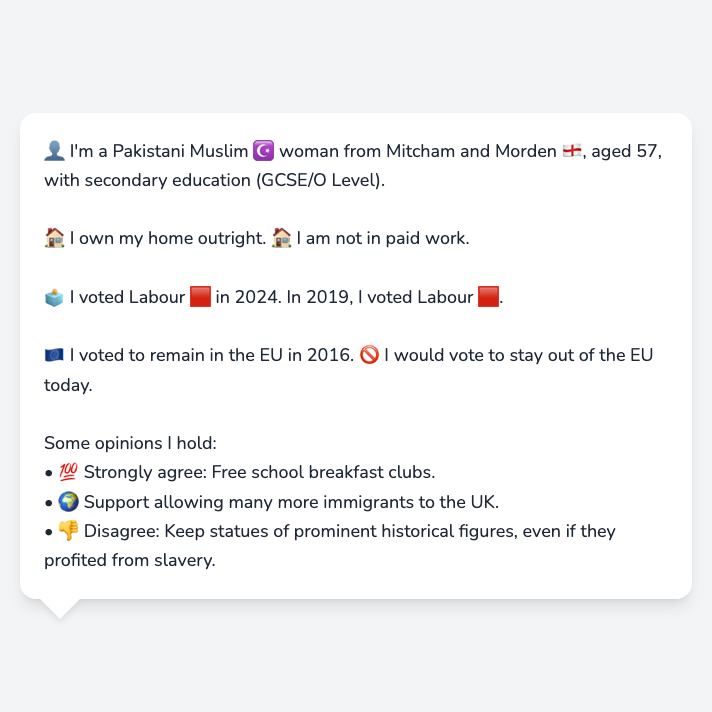 👤 I'm a Pakistani Muslim ☪️ woman from Mitcham and Morden 🏴󠁧󠁢󠁥󠁮󠁧󠁿, aged 57,
with secondary education (GCSE/O Level).
🏠 I own my home outright. 🏠 I am not in paid work.
🗳️ I voted Labour 🟥 in 2024. In 2019, I voted Labour 🟥.
🇪🇺 I voted to remain in the EU in 2016. 🚫 I would vote to stay out of the EU
today.
Some opinions I hold:
• 💯 Strongly agree: Free school breakfast clubs.
• 🌍 Support allowing many more immigrants to the UK.
• 👎 Disagree: Keep statues of prominent historical figures, even if they
profited from slavery.